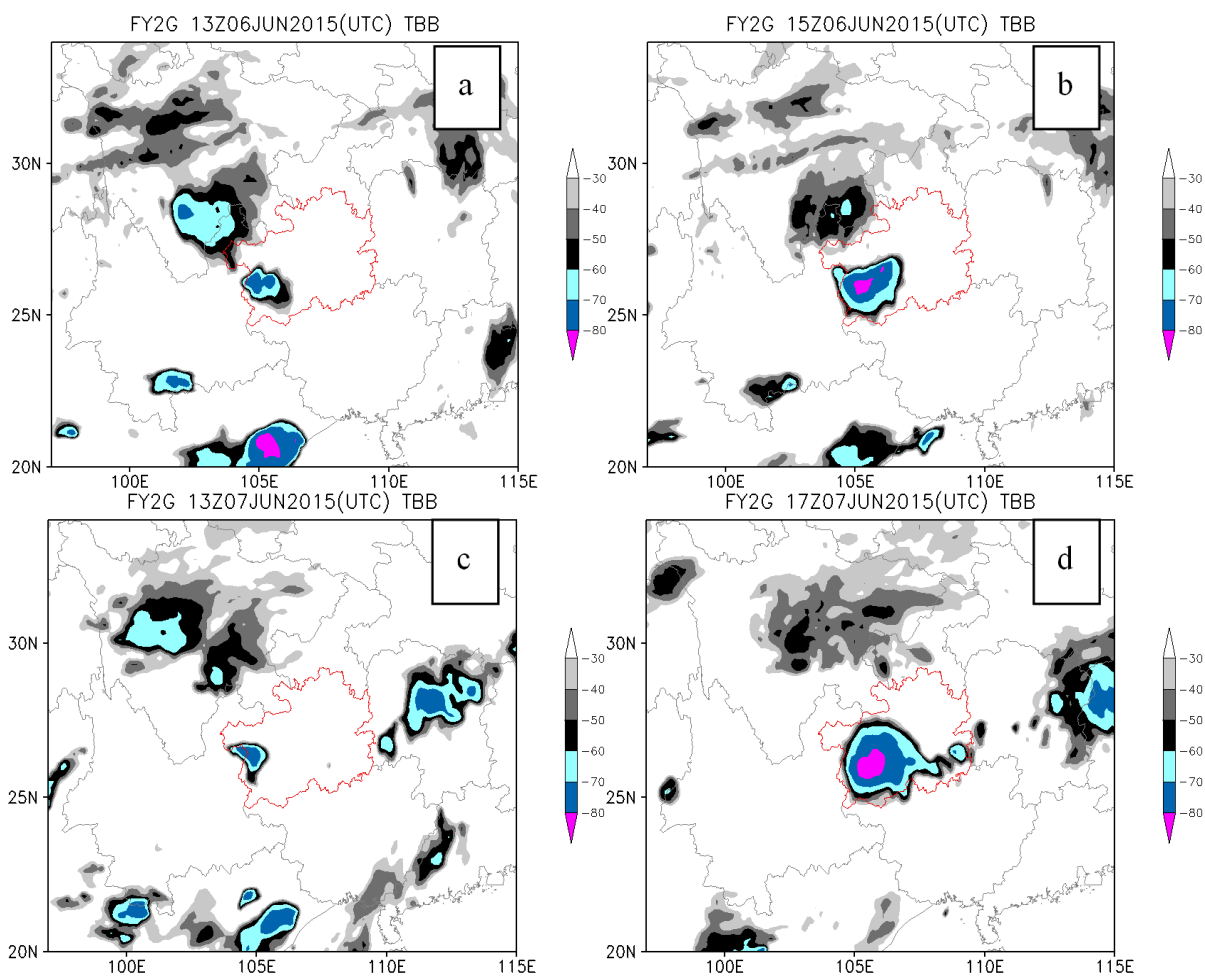 FY2G 13Z06JUN2015(UTC) TBB
a
30N
25N
20N
100E
105E
110E
115E
-30
-40
-50
-60
-70
-80
FY2G 15Z06JUN2015(UTC) TBB
b
30N
25N
20N
100E
105E
110E
115E
-30
-40
-50
-60
-70
-80
FY2G 13Z07JUN2015(UTC) TBB
c
30N
25N
20N
100E
105E
110E
115E
-30
-40
-50
-60
-70
-80
FY2G 17Z07JUN2015(UTC) TBB
d
30N
25N
20N
100E
105E
110E
115E
-30
-40
-50
-60
-70
-80